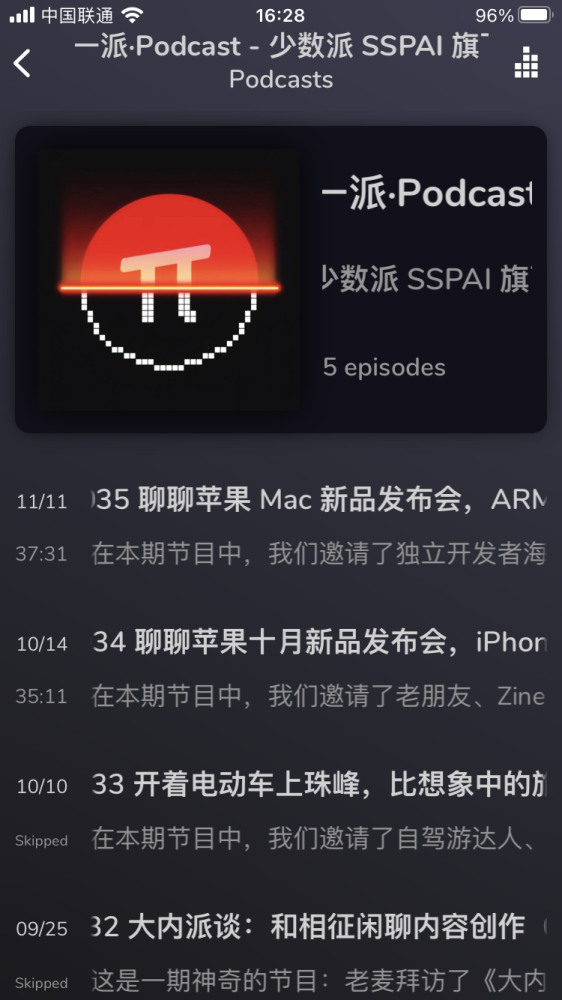 中国联通 16:28 96%
一派·Podcast - 少数派 SSPAI 旗
Podcasts
一派·Podcast
少数派 SSPAI 旗
5 episodes
11/11 035 聊聊苹果 Mac 新品发布会，ARM
37:31 在本期节目中，我们邀请了独立开发者海
10/14 34 聊聊苹果十月新品发布会，iPhon
35:11 在本期节目中，我们邀请了老朋友、Zine
10/10 33 开着电动车上珠峰，比想象中的旅
Skipped 在本期节目中，我们邀请了自驾游达人、
09/25 32 大内派谈：和相征闲聊内容创作
Skipped 这是一期神奇的节目：老麦拜访了《大内